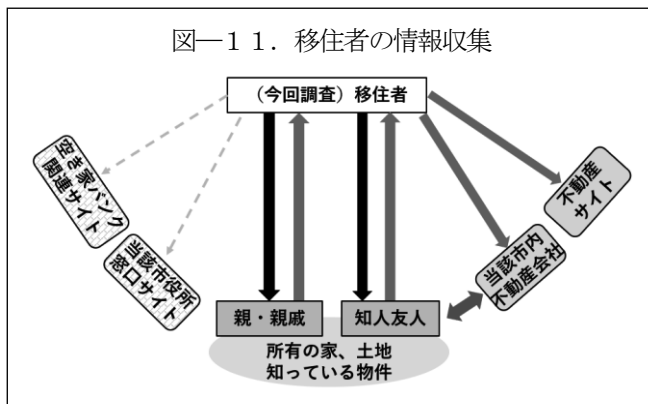 図―１１．移住者の情報収集
（今回調査）移住者
空き家バンク
関連サイト
当該市役所
窓口サイト
不動産
サイト
当該市内
不動産会社
親・親戚
知人友人
所有の家、土地
知っている物件